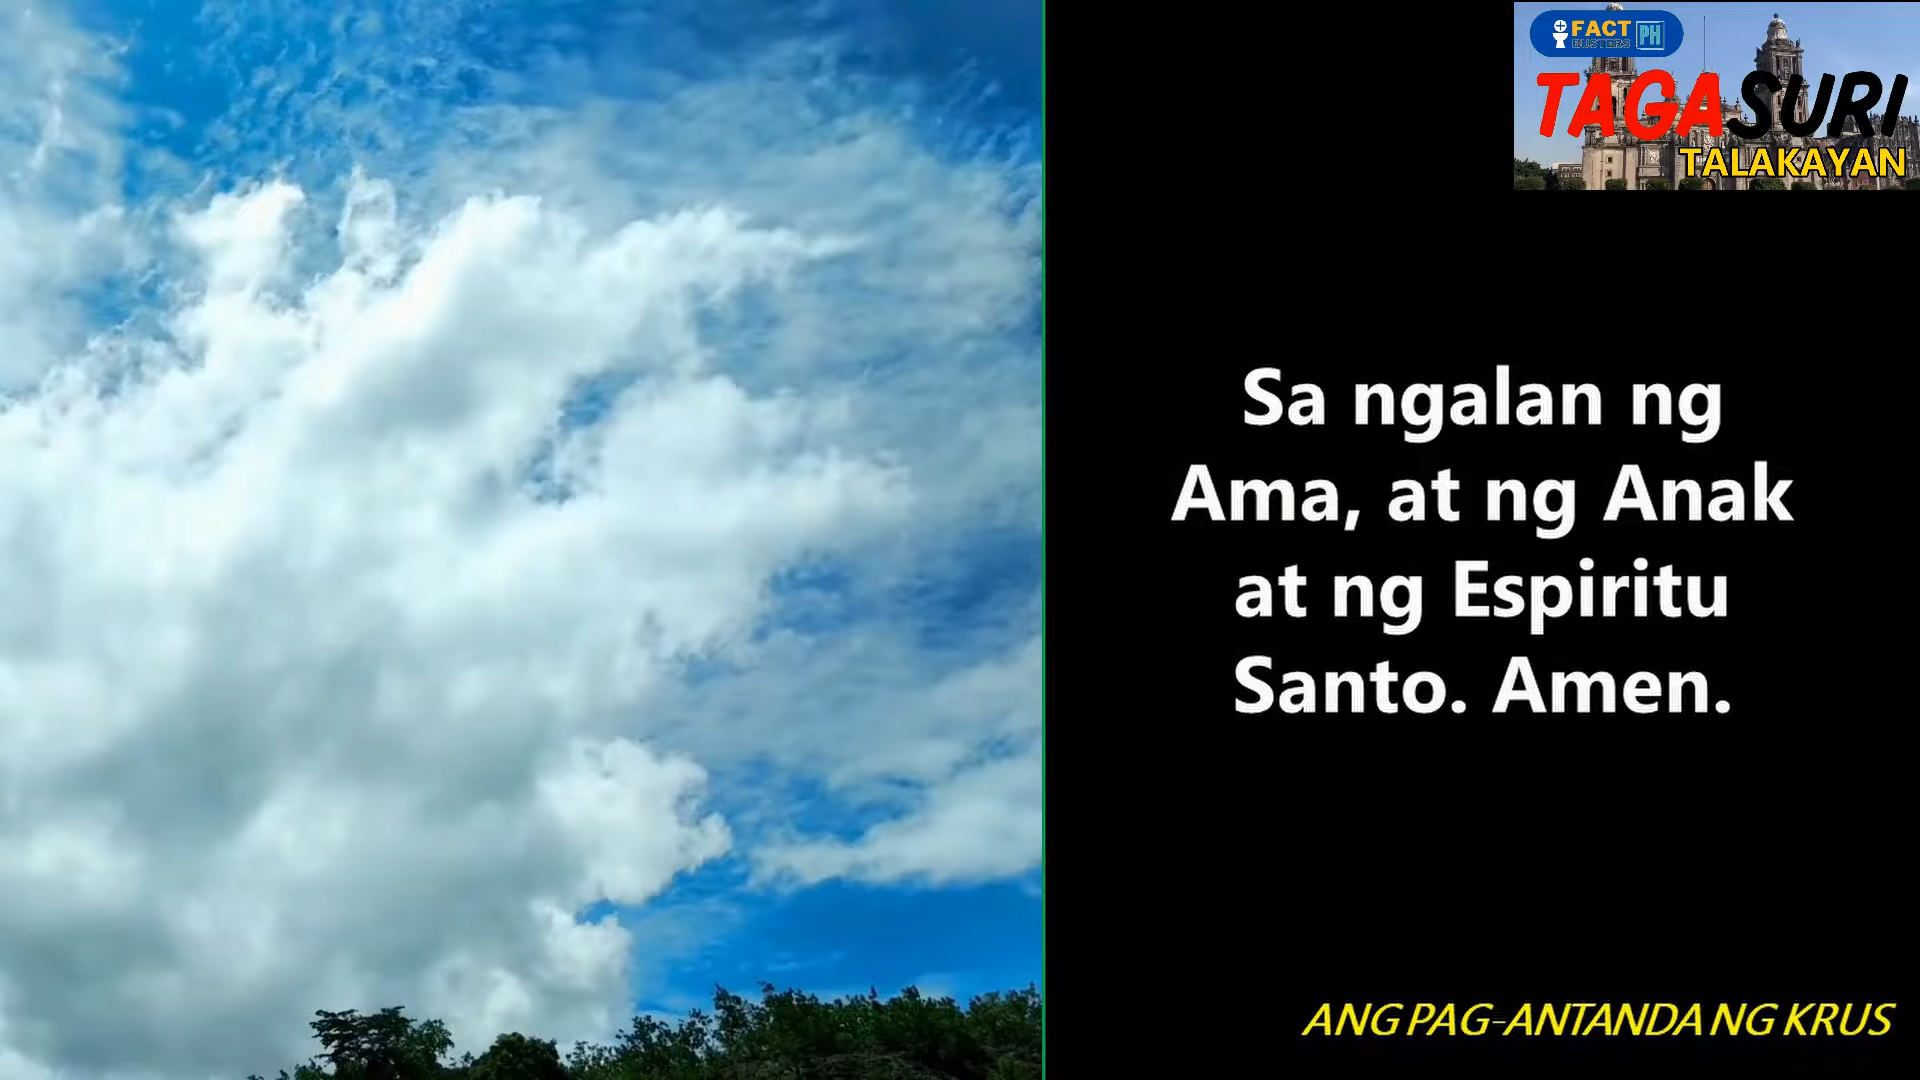 FACT
BUSTERS PH
TAGASURI
TALAKAYAN
Sa ngalan ng
Ama, at ng Anak
at ng Espiritu
Santo. Amen.
ANG PAG-ANTANDA NG KRUS